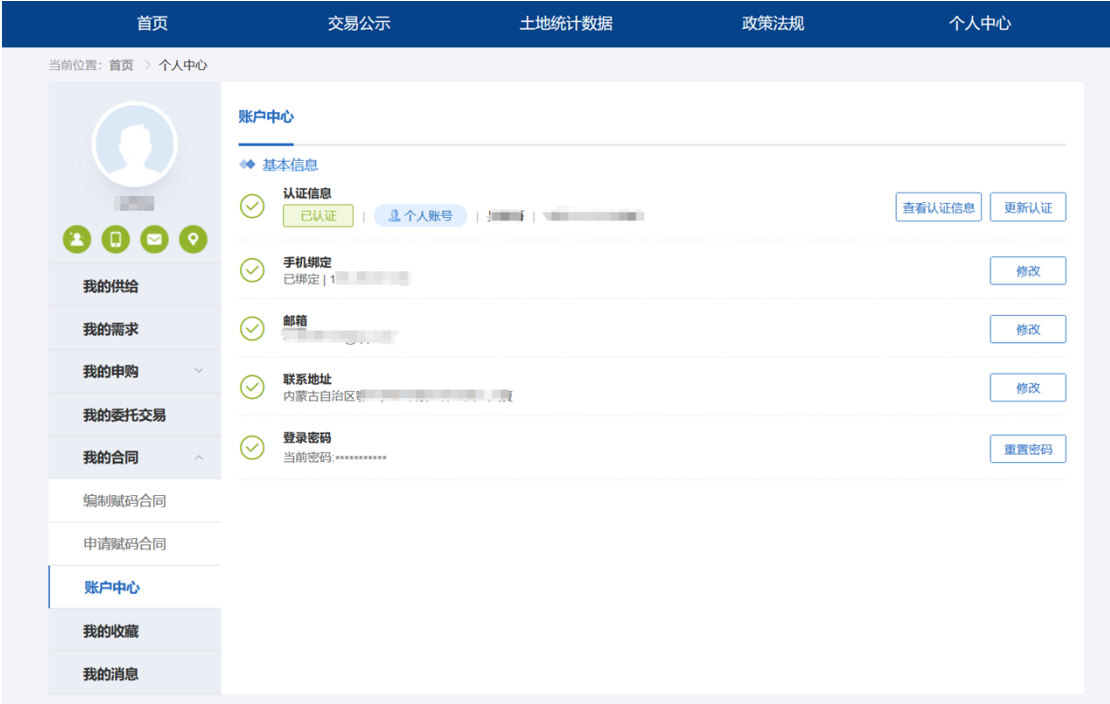 首页 交易公示 土地统计数据 政策法规 个人中心
当前位置: 首页 > 个人中心
我的供给
我的需求
我的申购
我的委托交易
我的合同
编制赋码合同
申请赋码合同
账户中心
我的收藏
我的消息
账户中心
基本信息
认证信息
已认证 | 个人账号 | |
查看认证信息 更新认证
手机绑定
已绑定 | 1
修改
邮箱
修改
联系地址
内蒙古自治区
修改
登录密码
当前密码:***********
重置密码